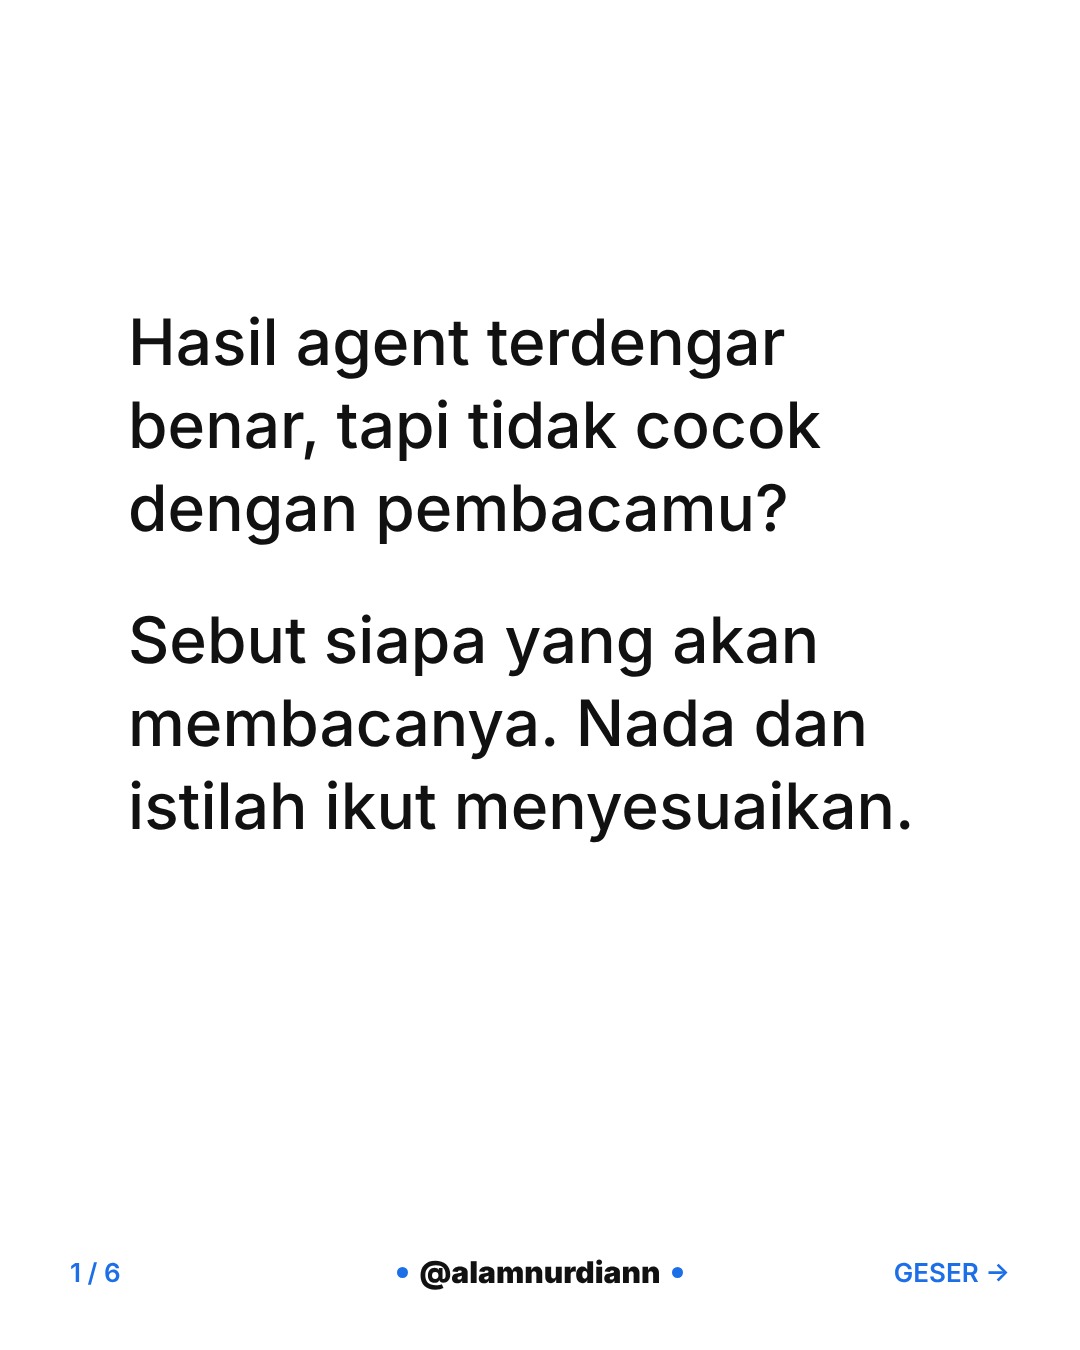 Hasil agent terdengar
benar, tapi tidak cocok
dengan pembacamu?
Sebut siapa yang akan
membacanya. Nada dan
istilah ikut menyesuaikan.
1 / 6
• @alamnurdiann •
GESER →